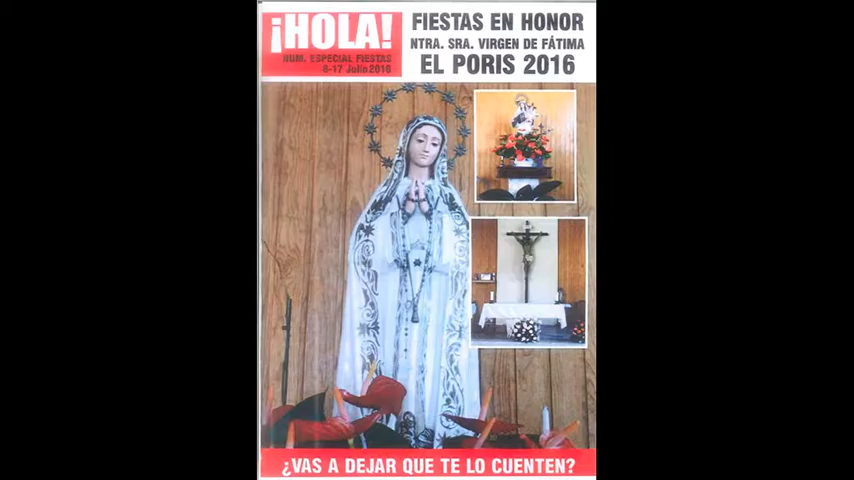 ¡HOLA!
NUM. ESPECIAL FIESTAS
8-17 Julio 2016
FIESTAS EN HONOR
NTRA. SRA. VIRGEN DE FÁTIMA
EL PORIS 2016
¿VAS A DEJAR QUE TE LO CUENTEN?